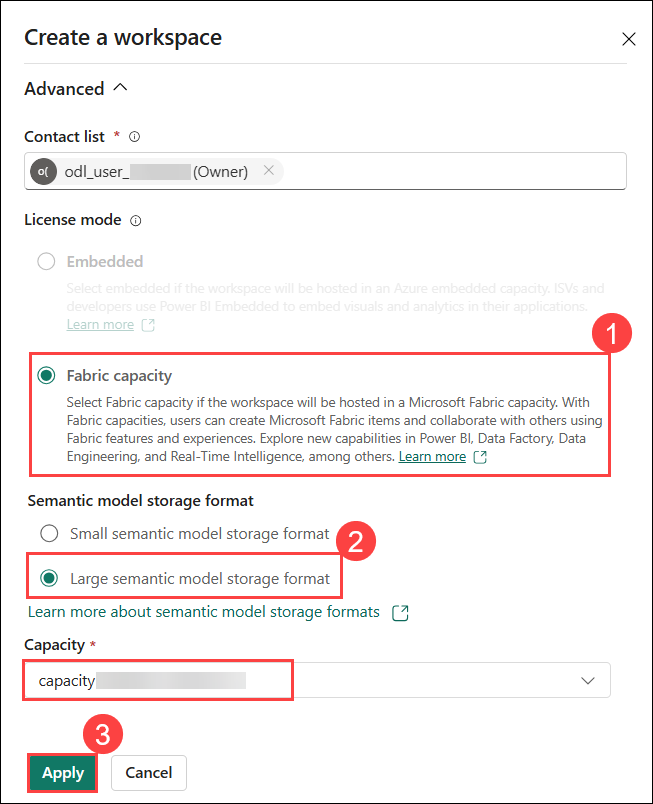 Create a workspace
Advanced
Contact list *
o( odl_user_ (Owner)
License mode
Embedded
Select embedded if the workspace will be hosted in an Azure embedded capacity. ISVs and
developers use Power BI Embedded to embed visuals and analytics in their applications.
Learn more
1
Fabric capacity
Select Fabric capacity if the workspace will be hosted in a Microsoft Fabric capacity. With
Fabric capacities, users can create Microsoft Fabric items and collaborate with others using
Fabric features and experiences. Explore new capabilities in Power BI, Data Factory, Data
Engineering, and Real-Time Intelligence, among others. Learn more
Semantic model storage format
Small semantic model storage format
2
Large semantic model storage format
Learn more about semantic model storage formats
Capacity *
capacity
3
Apply Cancel